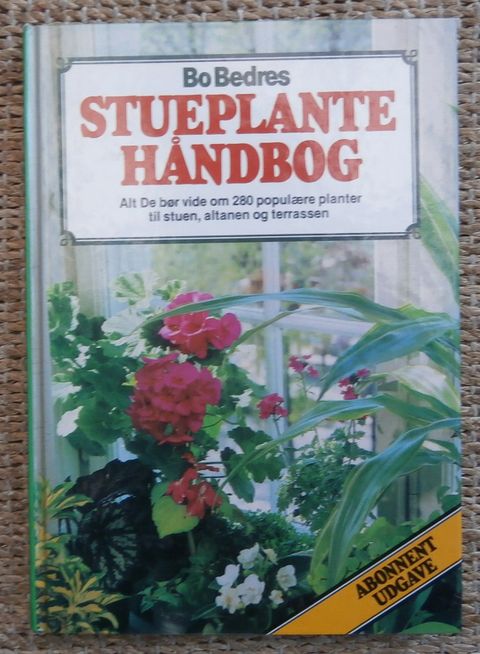 Bo Bedres
STUEPLANTE
HÅNDBOG
Alt De bør vide om 280 populære planter
til stuen, altanen og terrassen
ABONNENT
UDGAVE